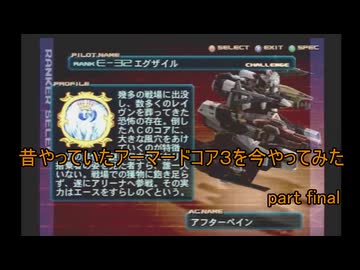 PILOT NAME
RANK E-32 エグザイル
SELECT EXIT SPEC
CHALLENGE
RANKER SELE
PROFILE
幾多の戦場に出没
し、数多くのレイ
ヴンを葬ってきた
恐怖の存在。倒し
たACのコアに、
大きな風穴をあけ
ていくのが特徴
昔やっていたアーマードコア3を今やってみた
いない。戦場での獲物に飽き足
らず、遂にアリーナへ参戦。その実
力はエースをすらしのぐという。
part final
AC NAME
アフターペイン